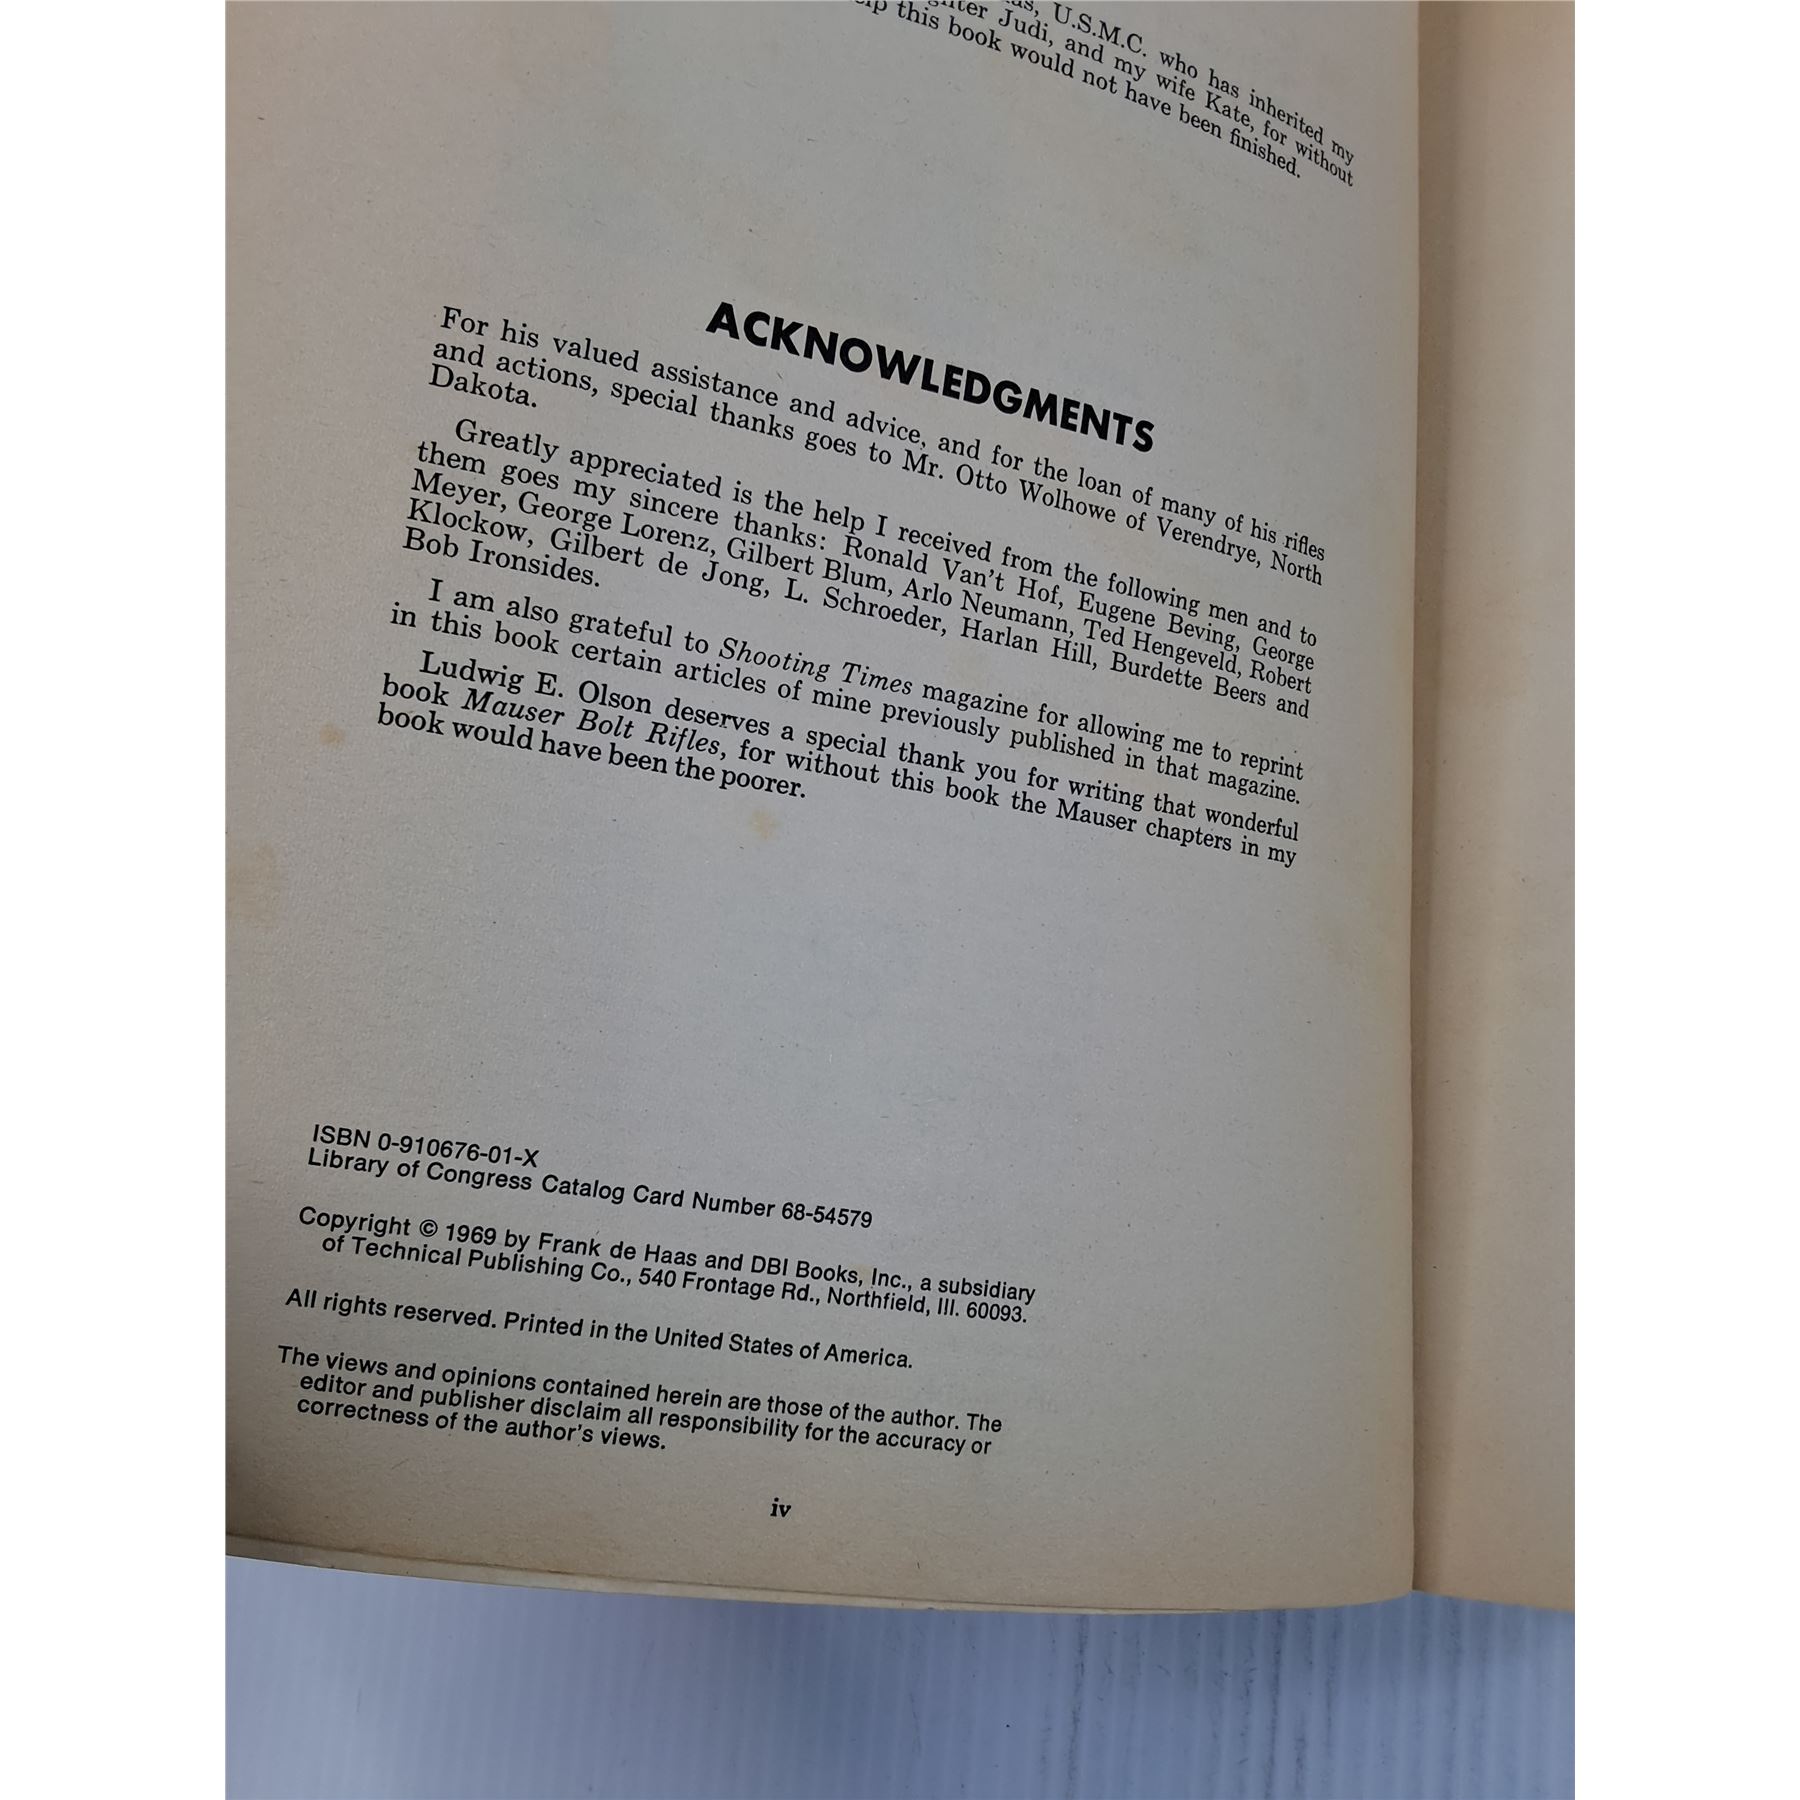 U.S.M.C. who has inherited my
Judi, and my wife Kate, for without
this book would not have been finished.
ACKNOWLEDGMENTS
For his valued assistance and advice, and for the loan of many of his rifles
and actions, special thanks goes to Mr. Otto Wolhowe of Verendrye, North
Dakota.
Greatly appreciated is the help I received from the following men and to
them goes my sincere thanks: Ronald Van't Hof, Eugene Beving, George
Meyer, George Lorenz, Gilbert Blum, Arlo Neumann, Ted Hengeveld, Robert
Klockow, Gilbert de Jong, L. Schroeder, Harlan Hill, Burdette Beers and
Bob Ironsides.
I am also grateful to Shooting Times magazine for allowing me to reprint
in this book certain articles of mine previously published in that magazine.
Ludwig E. Olson deserves a special thank you for writing that wonderful
book Mauser Bolt Rifles, for without this book the Mauser chapters in my
book would have been the poorer.
ISBN 0-910676-01-X
Library of Congress Catalog Card Number 68-54579
Copyright © 1969 by Frank de Haas and DBI Books, Inc., a subsidiary
of Technical Publishing Co., 540 Frontage Rd., Northfield, Ill. 60093.
All rights reserved. Printed in the United States of America.
The views and opinions contained herein are those of the author. The
editor and publisher disclaim all responsibility for the accuracy or
correctness of the author's views.
iv